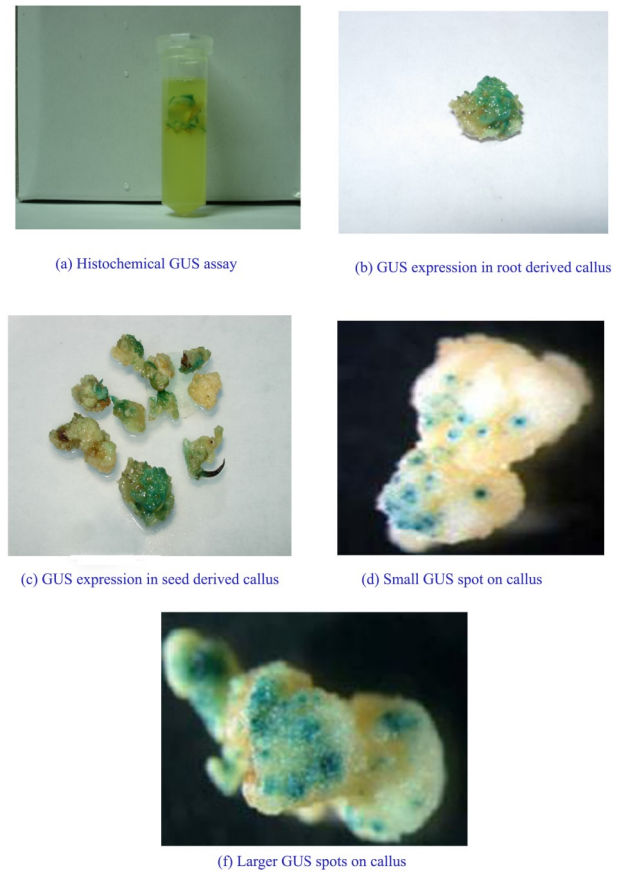 (a) Histochemical GUS assay
(b) GUS expression in root derived callus
(c) GUS expression in seed derived callus
(d) Small GUS spot on callus
(f) Larger GUS spots on callus